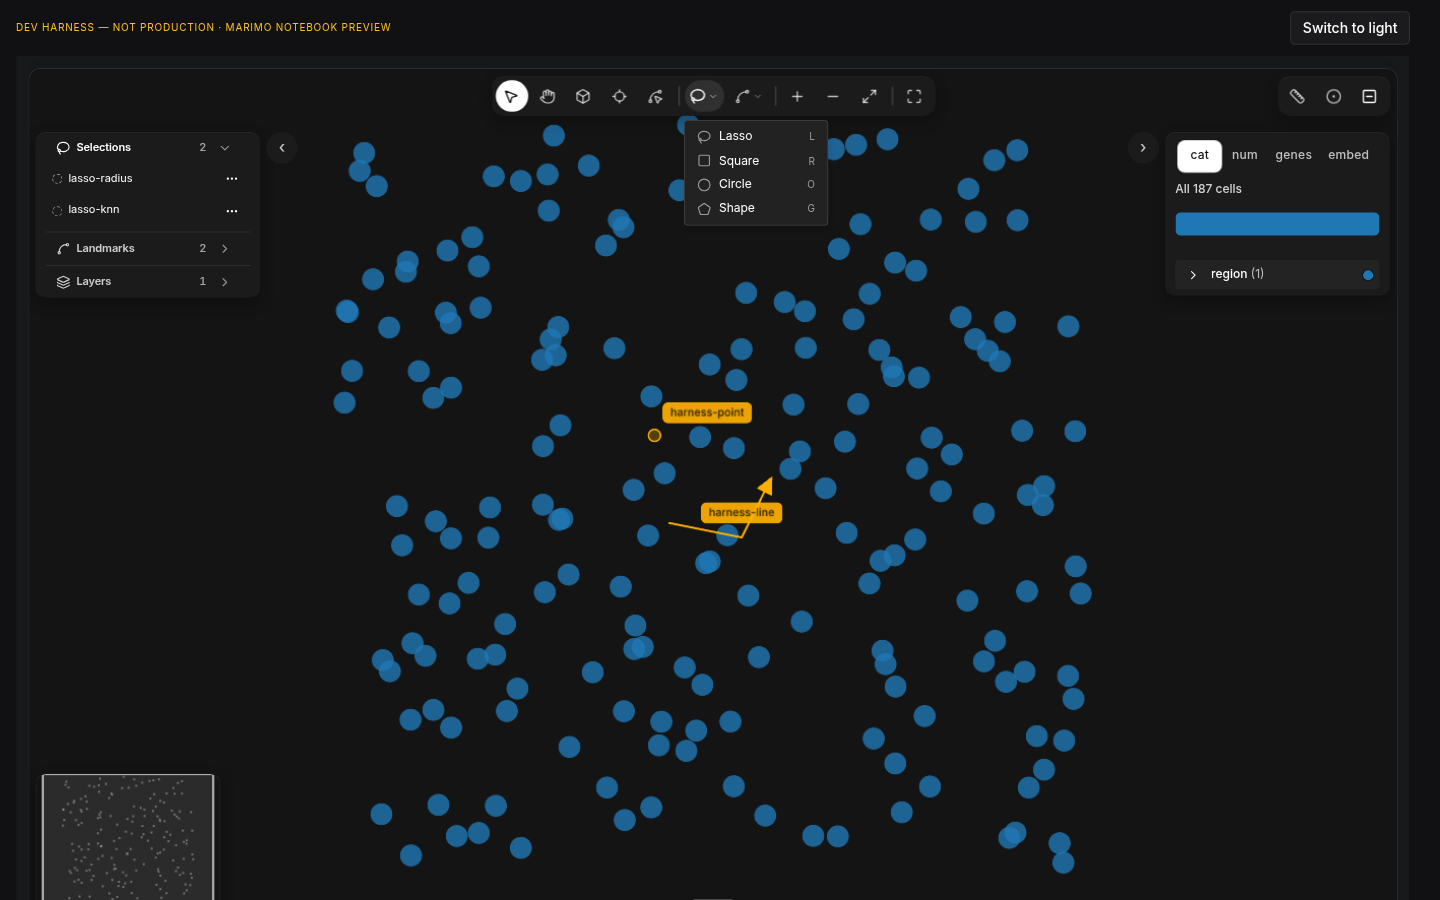 DEV HARNESS — NOT PRODUCTION · MARIMO NOTEBOOK PREVIEW
Switch to light
Selections 2
lasso-radius
lasso-knn
Landmarks 2
Layers 1
Lasso L
Square R
Circle O
Shape G
cat num genes embed
All 187 cells
region (1)
harness-point
harness-line